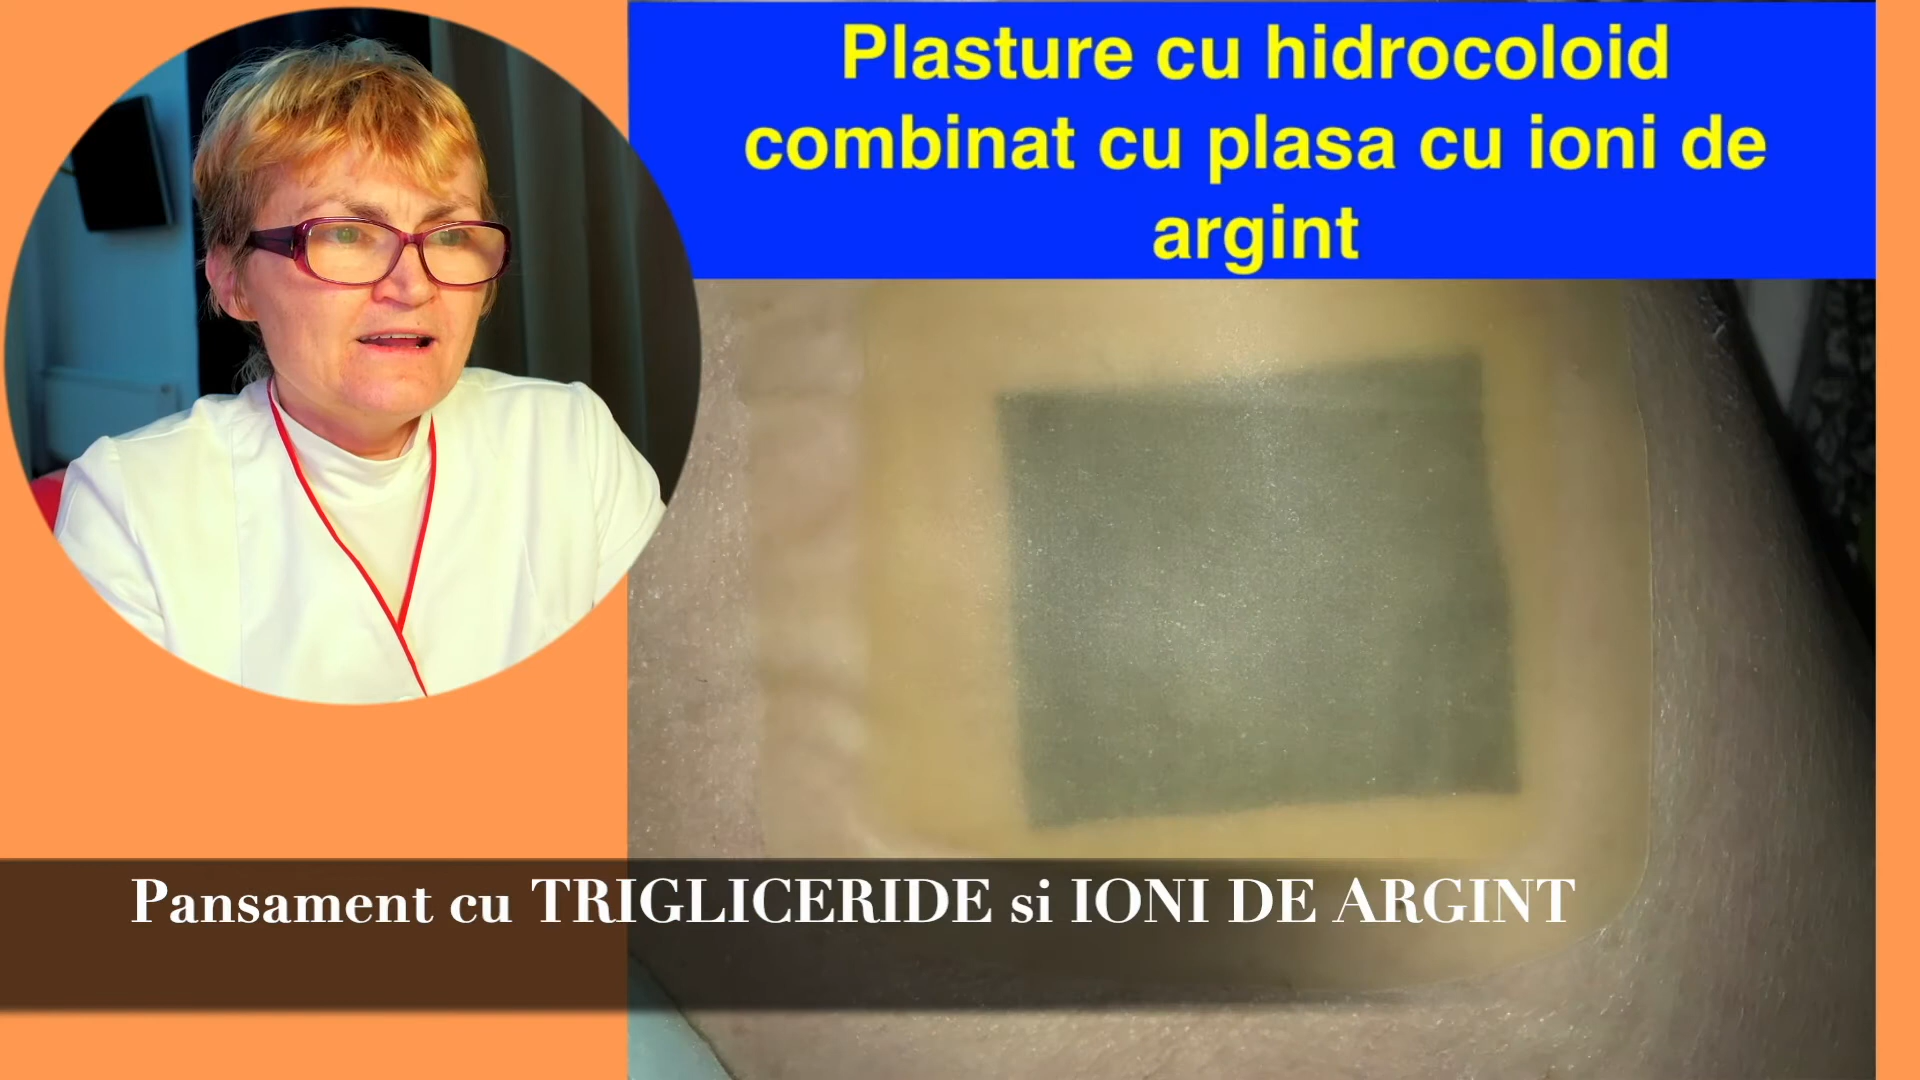 Plasture cu hidrocoloid
combinat cu plasa cu ioni de
argint
Pansament cu TRIGLICERIDE si IONI DE ARGINT